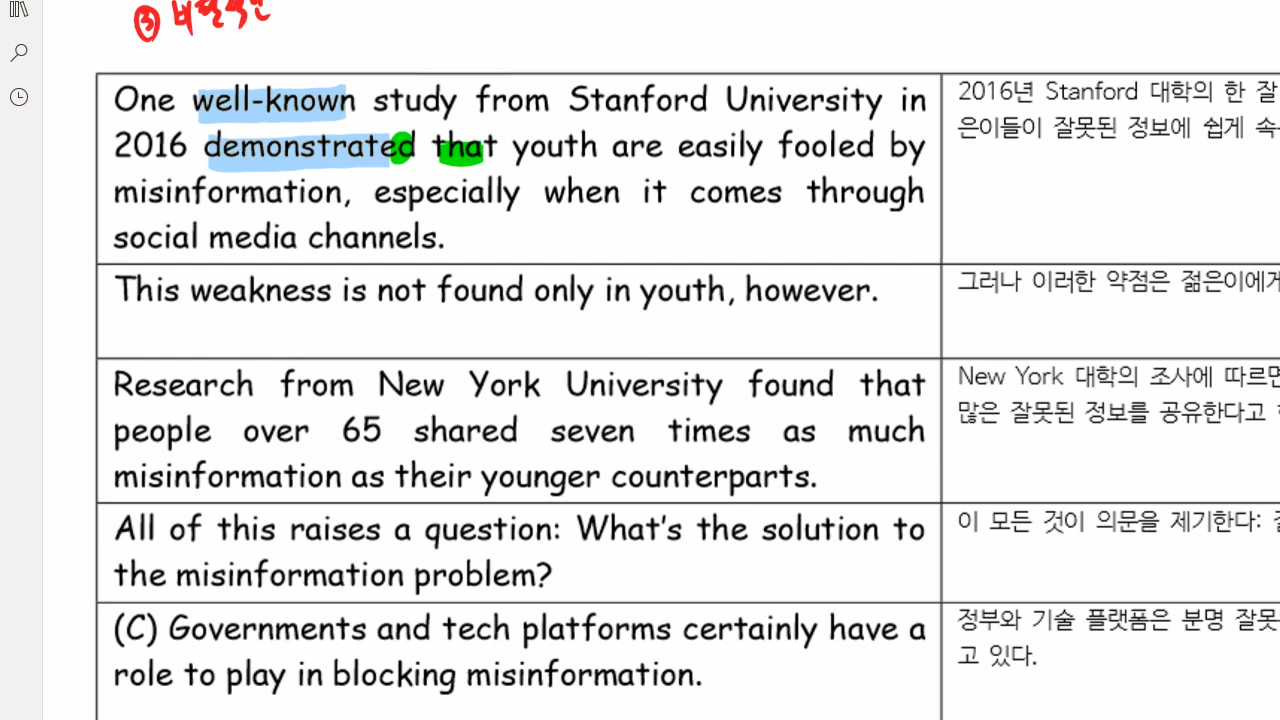 ③
One well-known study from Stanford University in
2016 demonstrated that youth are easily fooled by
misinformation, especially when it comes through
social media channels.
2016년 Stanford 대학의 한 잘
은이들이 잘못된 정보에 쉽게 속
This weakness is not found only in youth, however.
그러나 이러한 약점은 젊은이에게
Research from New York University found that
people over 65 shared seven times as much
misinformation as their younger counterparts.
New York 대학의 조사에 따르면
많은 잘못된 정보를 공유한다고
All of this raises a question: What's the solution to
the misinformation problem?
이 모든 것이 의문을 제기한다:
(C) Governments and tech platforms certainly have a
role to play in blocking misinformation.
정부와 기술 플랫폼은 분명 잘못
고 있다.